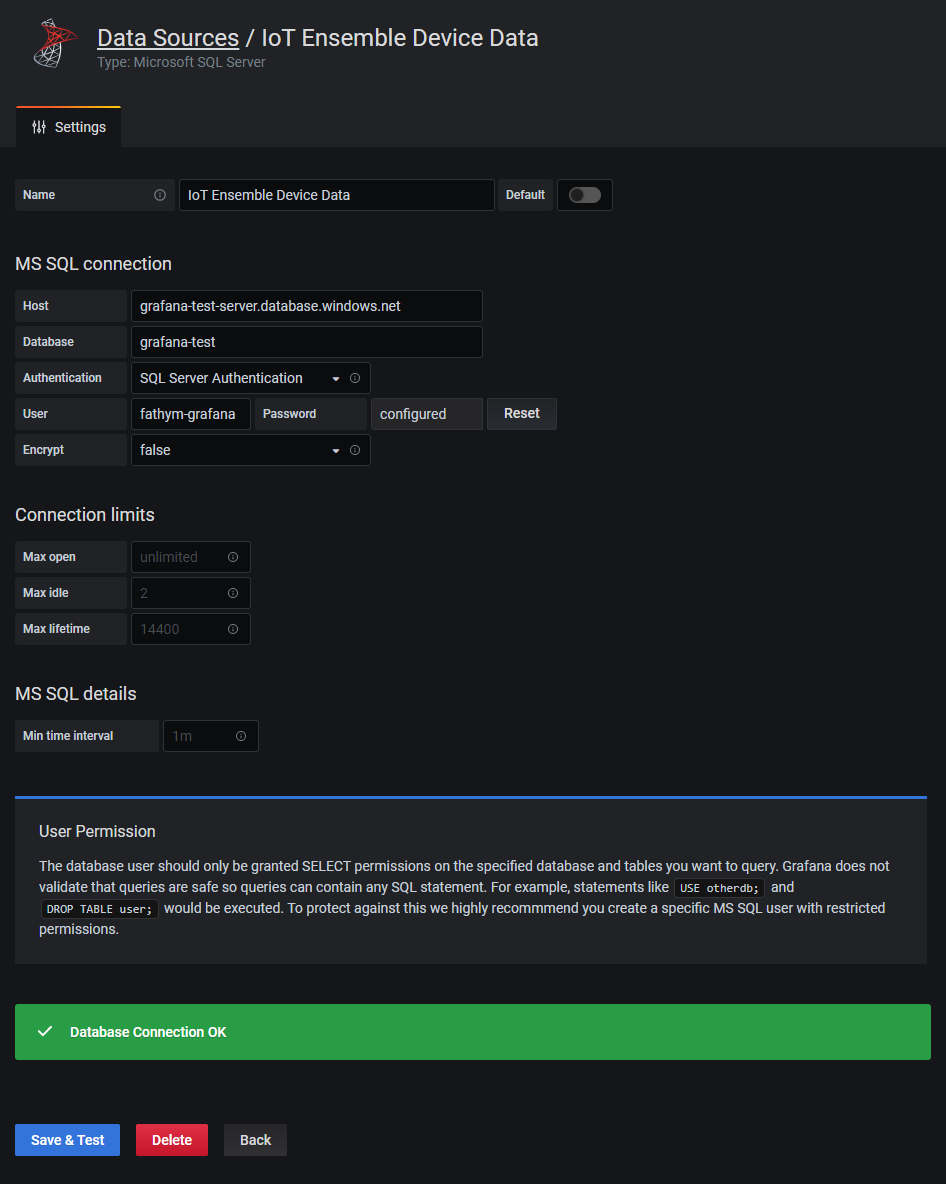 Data Sources / IoT Ensemble Device Data
Type: Microsoft SQL Server
Settings
Name IoT Ensemble Device Data Default
MS SQL connection
Host grafana-test-server.database.windows.net
Database grafana-test
Authentication SQL Server Authentication
User fathym-grafana Password configured Reset
Encrypt false
Connection limits
Max open unlimited
Max idle 2
Max lifetime 14400
MS SQL details
Min time interval 1m
User Permission
The database user should only be granted SELECT permissions on the specified database and tables you want to query. Grafana does not
validate that queries are safe so queries can contain any SQL statement. For example, statements like USE otherdb; and
DROP TABLE user; would be executed. To protect against this we highly recommmend you create a specific MS SQL user with restricted
permissions.
Database Connection OK
Save & Test Delete Back